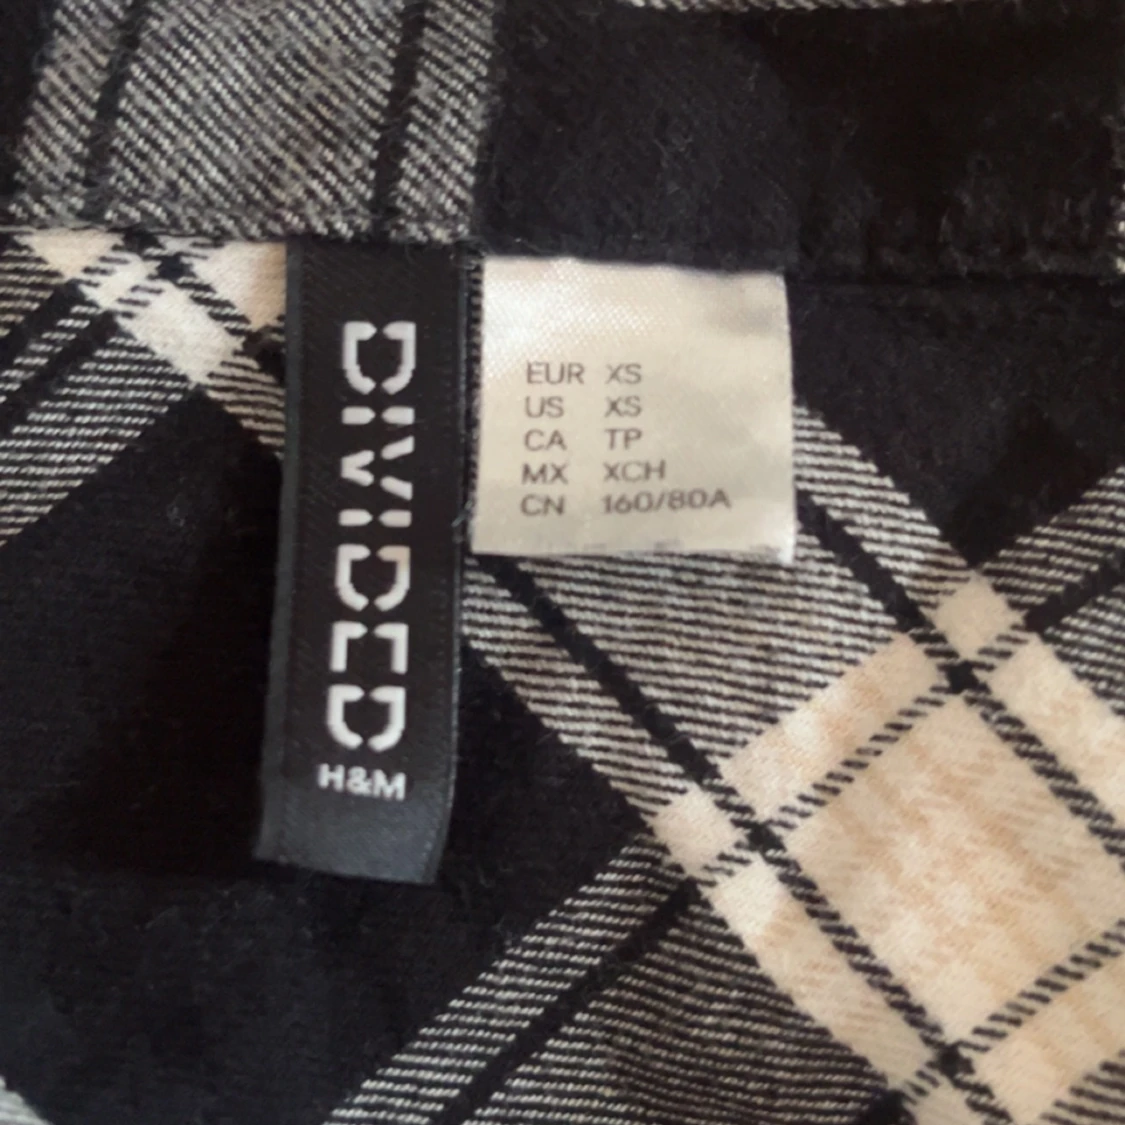 DIVIDED
H&M
EUR XS
US XS
CA TP
MX XCH
CN 160/80A